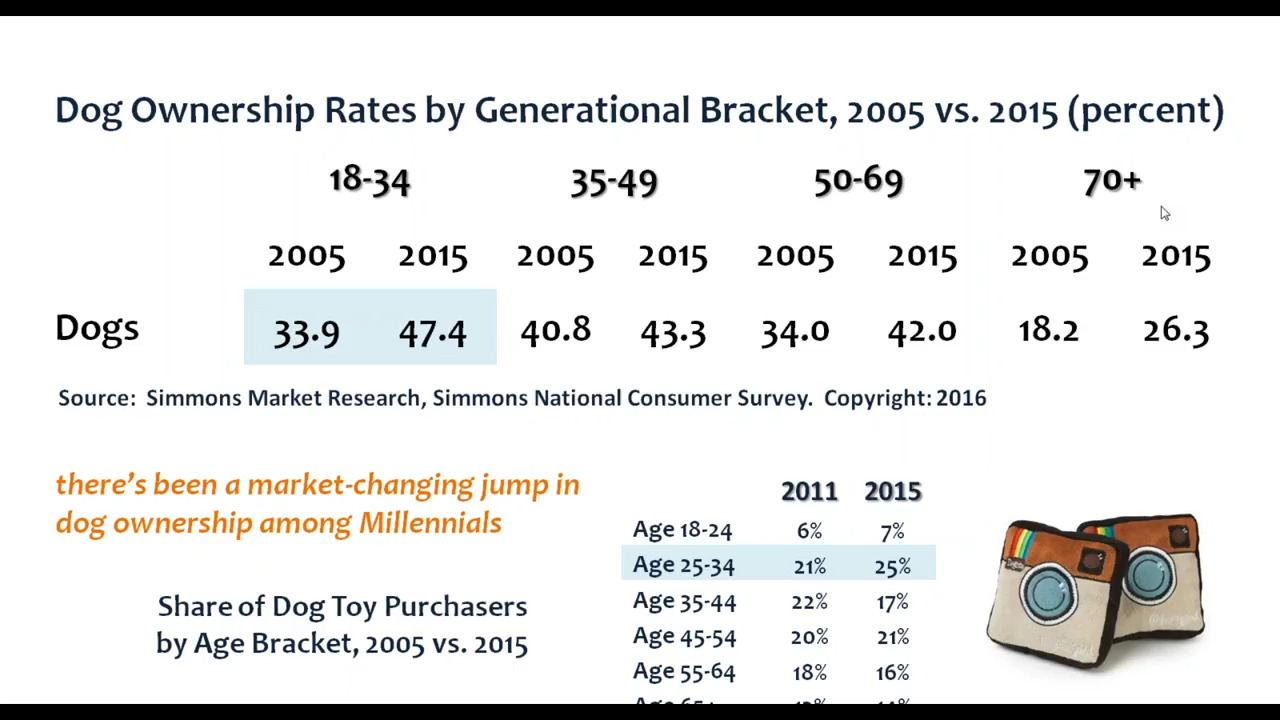 Dog Ownership Rates by Generational Bracket, 2005 vs. 2015 (percent)
18-34 35-49 50-69 70+
2005 2015 2005 2015 2005 2015 2005 2015
Dogs 33.9 47.4 40.8 43.3 34.0 42.0 18.2 26.3
Source: Simmons Market Research, Simmons National Consumer Survey. Copyright: 2016
there's been a market-changing jump in
dog ownership among Millennials
Share of Dog Toy Purchasers
by Age Bracket, 2005 vs. 2015
2011 2015
Age 18-24 6% 7%
Age 25-34 21% 25%
Age 35-44 22% 17%
Age 45-54 20% 21%
Age 55-64 18% 16%